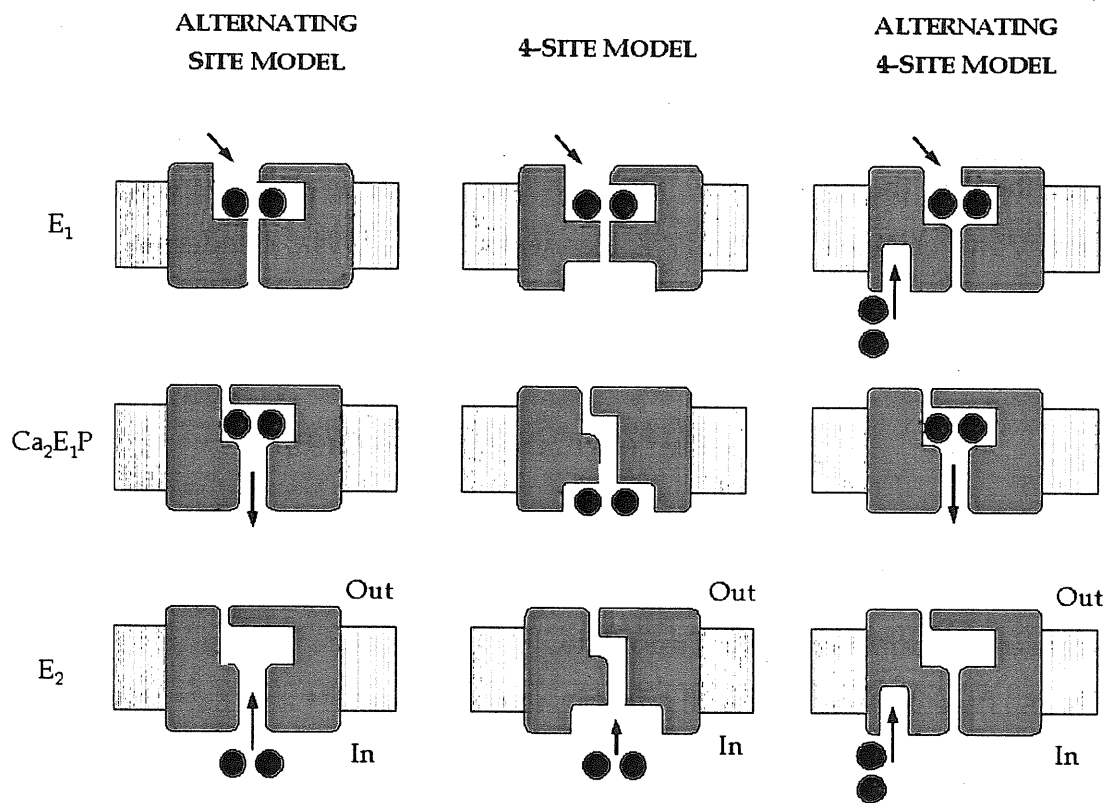 ALTERNATING
SITE MODEL
4-SITE MODEL
ALTERNATING
4-SITE MODEL
E₁
Ca₂E₁P
E₂
Out
In
Out
In
Out
In